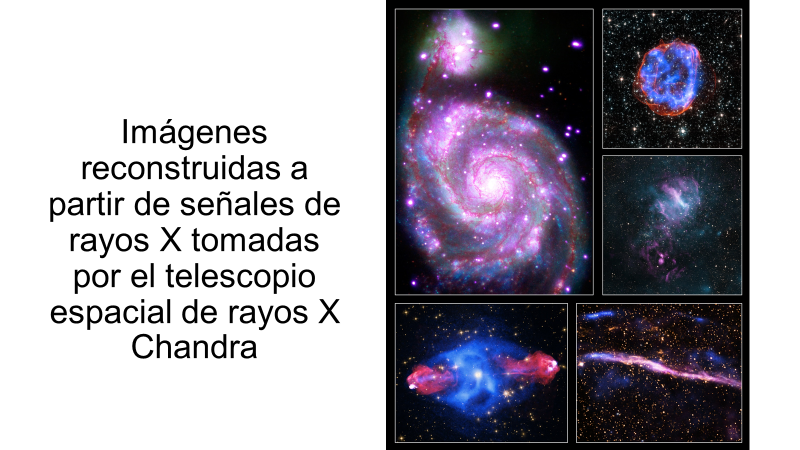 Imágenes
reconstruidas a
partir de señales de
rayos X tomadas
por el telescopio
espacial de rayos X
Chandra